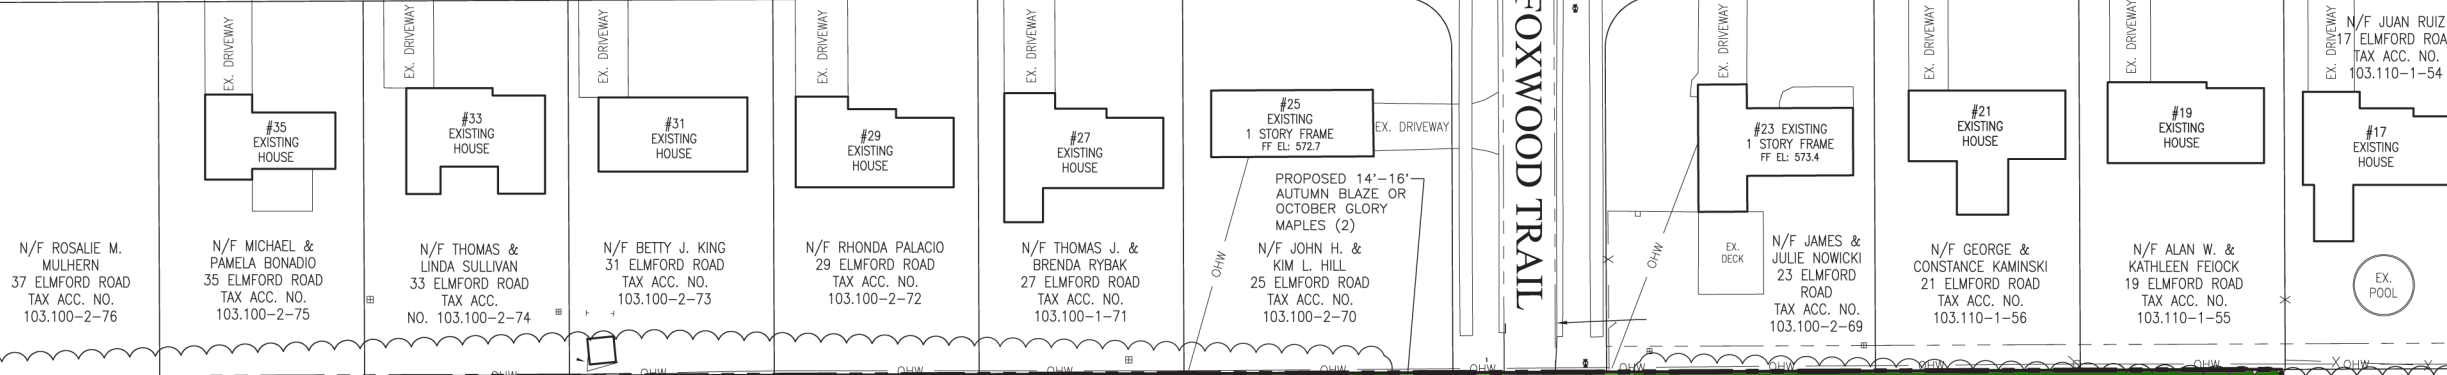 EX. DRIVEWAY
#35
EXISTING
HOUSE
N/F ROSALIE M.
MULHERN
37 ELMFORD ROAD
TAX ACC. NO.
103.100-2-76
N/F MICHAEL &
PAMELA BONADIO
35 ELMFORD ROAD
TAX ACC. NO.
103.100-2-75
EX. DRIVEWAY
#33
EXISTING
HOUSE
N/F THOMAS &
LINDA SULLIVAN
33 ELMFORD ROAD
TAX ACC.
NO. 103.100-2-74
EX. DRIVEWAY
#31
EXISTING
HOUSE
N/F BETTY J. KING
31 ELMFORD ROAD
TAX ACC. NO.
103.100-2-73
EX. DRIVEWAY
#29
EXISTING
HOUSE
N/F RHONDA PALACIO
29 ELMFORD ROAD
TAX ACC. NO.
103.100-2-72
EX. DRIVEWAY
#27
EXISTING
HOUSE
N/F THOMAS J. &
BRENDA RYBAK
27 ELMFORD ROAD
TAX ACC. NO.
103.100-1-71
#25
EXISTING
1 STORY FRAME
FF EL: 572.7
EX. DRIVEWAY
PROPOSED 14'-16'
AUTUMN BLAZE OR
OCTOBER GLORY
MAPLES (2)
N/F JOHN H. &
KIM L. HILL
25 ELMFORD ROAD
TAX ACC. NO.
103.100-2-70
OHW
FOXWOOD TRAIL
EX. DRIVEWAY
#23 EXISTING
1 STORY FRAME
FF EL: 573.4
OHW
EX.
DECK
N/F JAMES &
JULIE NOWICKI
23 ELMFORD
ROAD
TAX ACC. NO.
103.100-2-69
EX. DRIVEWAY
#21
EXISTING
HOUSE
N/F GEORGE &
CONSTANCE KAMINSKI
21 ELMFORD ROAD
TAX ACC. NO.
103.110-1-56
EX. DRIVEWAY
#19
EXISTING
HOUSE
N/F ALAN W. &
KATHLEEN FEIOCK
19 ELMFORD ROAD
TAX ACC. NO.
103.110-1-55
EX. DRIVEWAY
N/F JUAN RUIZ
17 ELMFORD ROA
TAX ACC. NO.
103.110-1-54
#17
EXISTING
HOUSE
EX.
POOL
OHW
OHW
OHW
OHW
OHW
OHW
OHW
OHW
OHW
OHW
OHW